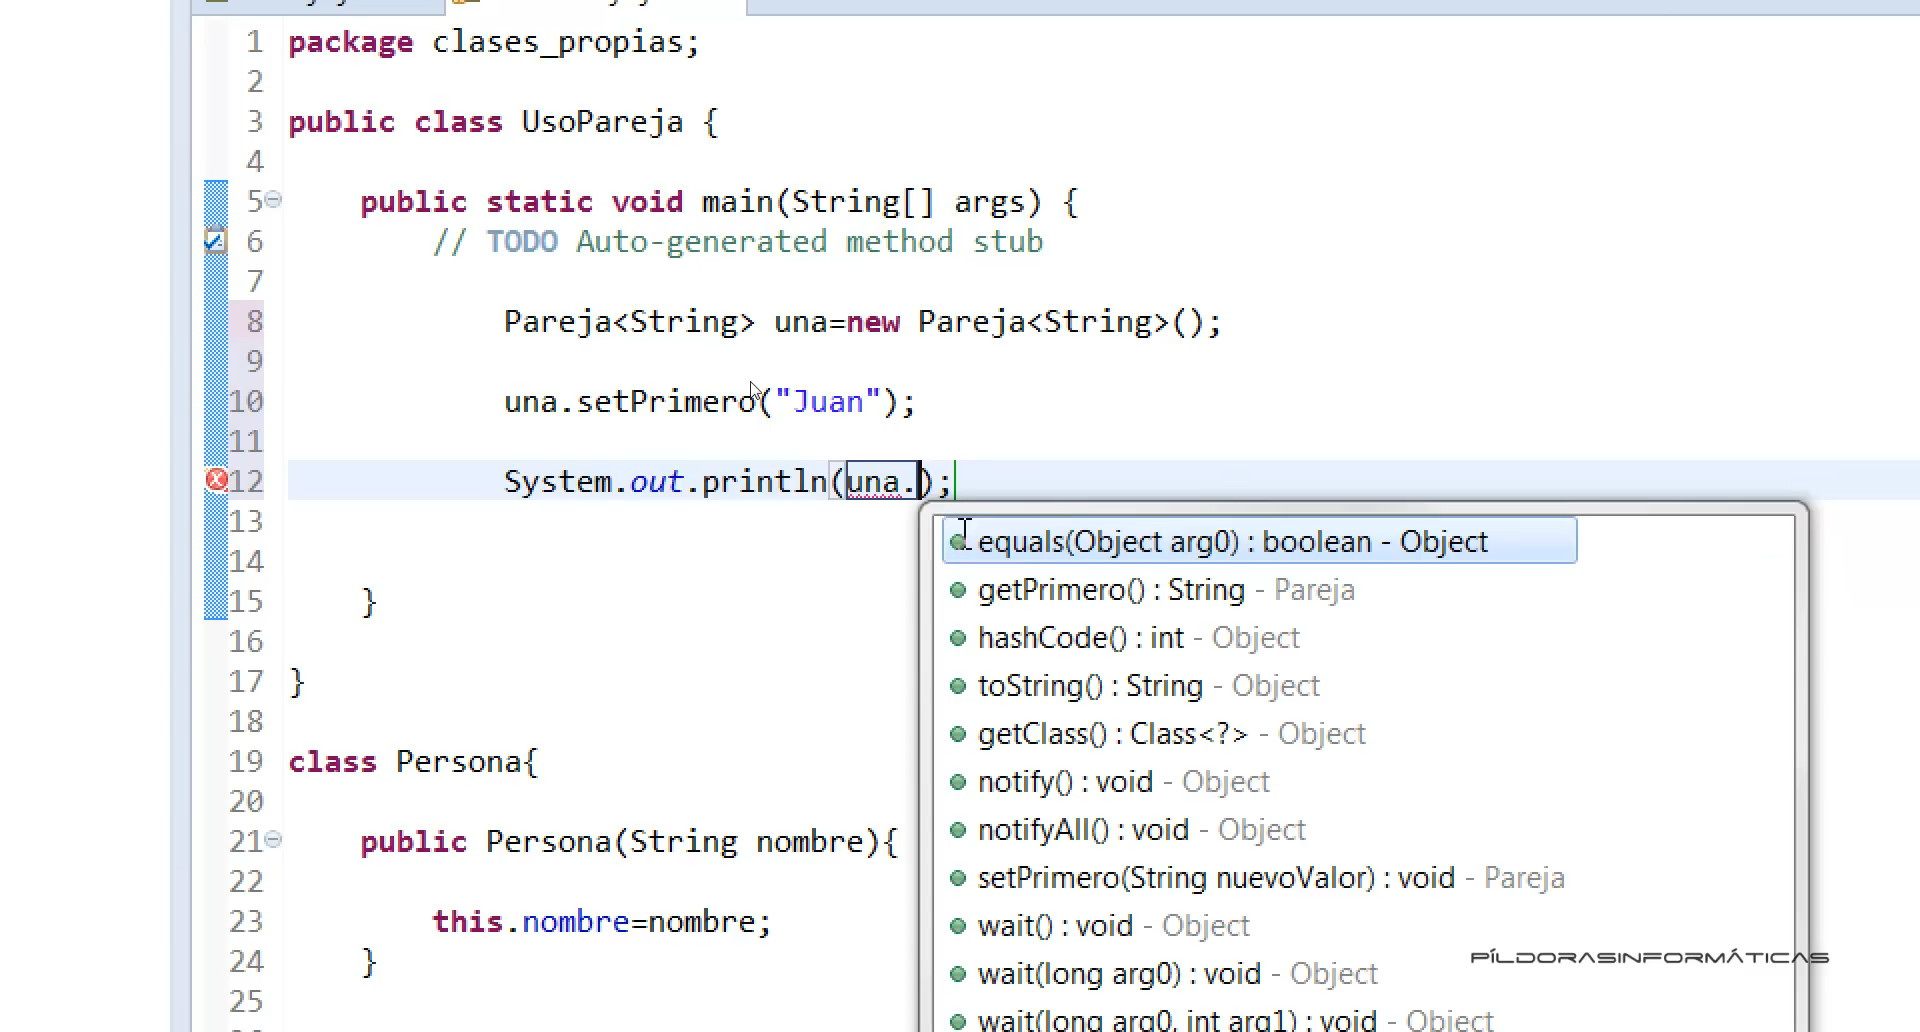 1 package clases_propias;
2
3 public class UsoPareja {
4
5 public static void main(String[] args) {
6 // TODO Auto-generated method stub
7
8 Pareja<String> una=new Pareja<String>();
9
10 una.setPrimero("Juan");
11
12 System.out.println(una.);
13
14
15 }
16
17 }
18
19 class Persona{
20
21 public Persona(String nombre){
22
23 this.nombre=nombre;
24 }
25
equals(Object arg0) : boolean - Object
getPrimero() : String - Pareja
hashCode() : int - Object
toString() : String - Object
getClass() : Class<?> - Object
notify() : void - Object
notifyAll() : void - Object
setPrimero(String nuevoValor) : void - Pareja
wait() : void - Object
wait(long arg0) : void - Object
wait(long arg0, int arg1) : void - Object
PÍLDORASINFORMÁTICAS